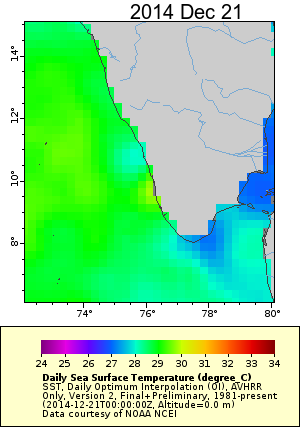 2014 Dec 21
14°
12°
10°
8°
74° 76° 78° 80°
24 25 26 27 28 29 30 31 32 33 34
Daily Sea Surface Temperature (degree_C)
SST, Daily Optimum Interpolation (OI), AVHRR
Only, Version 2, Final+Preliminary, 1981-present
(2014-12-21T00:00:00Z, Altitude=0.0 m)
Data courtesy of NOAA NCEI